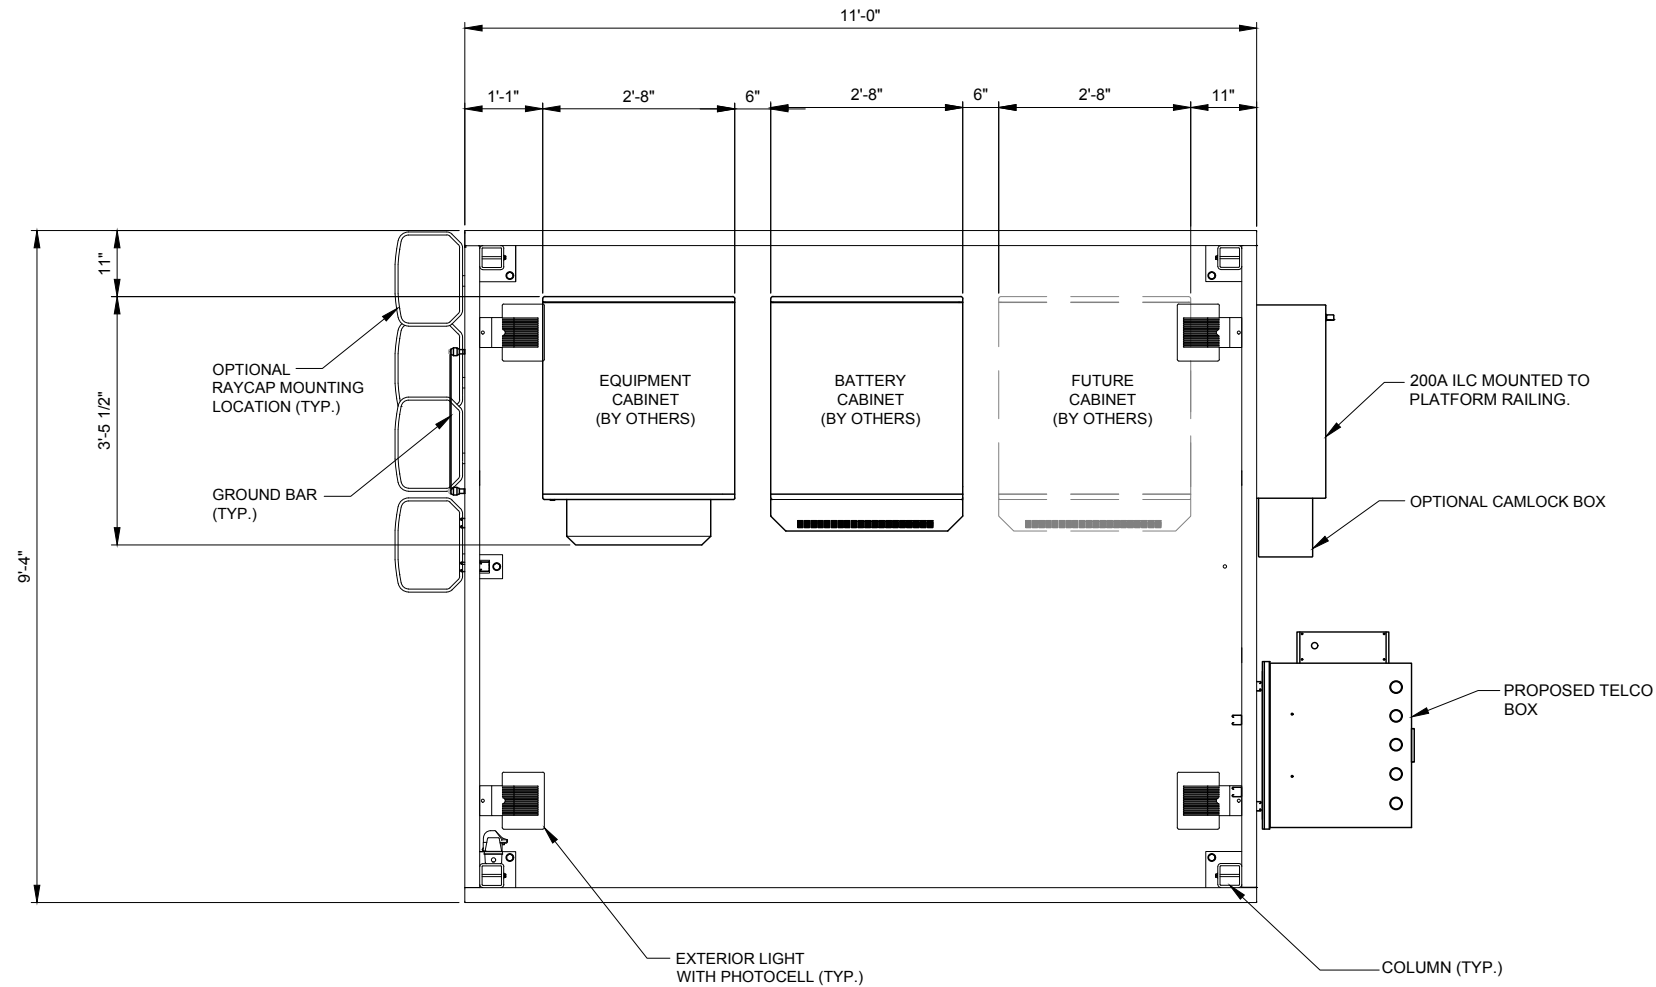 11'-0"
1'-1"
2'-8"
6"
2'-8"
6"
2'-8"
11"
11"
3'-5 1/2"
9'-4"
OPTIONAL
RAYCAP MOUNTING
LOCATION (TYP.)
GROUND BAR
(TYP.)
EQUIPMENT
CABINET
(BY OTHERS)
BATTERY
CABINET
(BY OTHERS)
FUTURE
CABINET
(BY OTHERS)
200A ILC MOUNTED TO
PLATFORM RAILING.
OPTIONAL CAMLOCK BOX
PROPOSED TELCO
BOX
EXTERIOR LIGHT
WITH PHOTOCELL (TYP.)
COLUMN (TYP.)